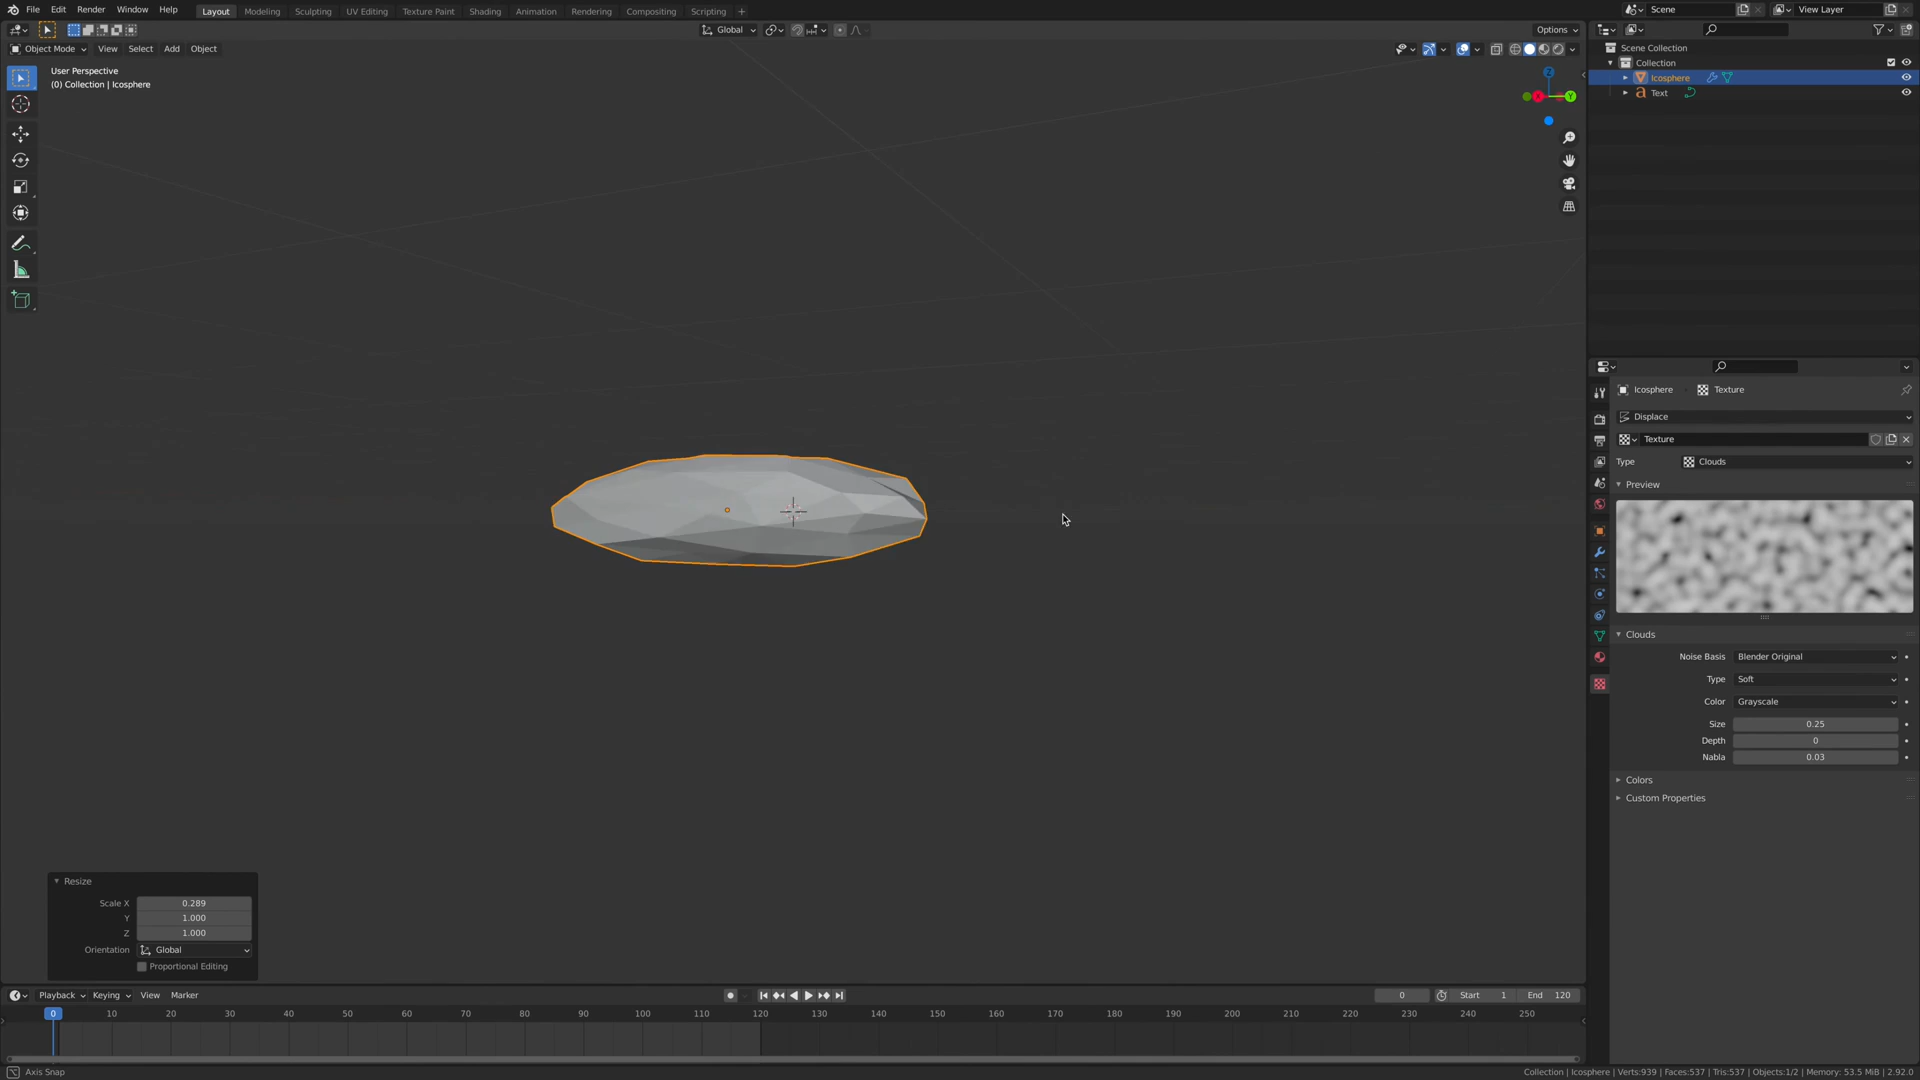 File Edit Render Window Help Layout Modeling Sculpting UV Editing Texture Paint Shading Animation Rendering Compositing Scripting + Scene View Layer
Global Options
Object Mode View Select Add Object
User Perspective
(0) Collection | Icosphere
Z
X Y
Scene Collection
Collection
Icosphere
Text
Icosphere Texture
Displace
Texture
Type Clouds
Preview
Clouds
Noise Basis Blender Original
Type Soft
Color Grayscale
Size 0.25
Depth 0
Nabla 0.03
Colors
Custom Properties
Resize
Scale X 0.289
Y 1.000
Z 1.000
Orientation Global
Proportional Editing
Playback Keying View Marker 0 Start 1 End 120
0 10 20 30 40 50 60 70 80 90 100 110 120 130 140 150 160 170 180 190 200 210 220 230 240 250
Axis Snap Collection | Icosphere | Verts:939 | Faces:537 | Tris:537 | Objects:1/2 | Memory: 53.5 MiB | 2.92.0